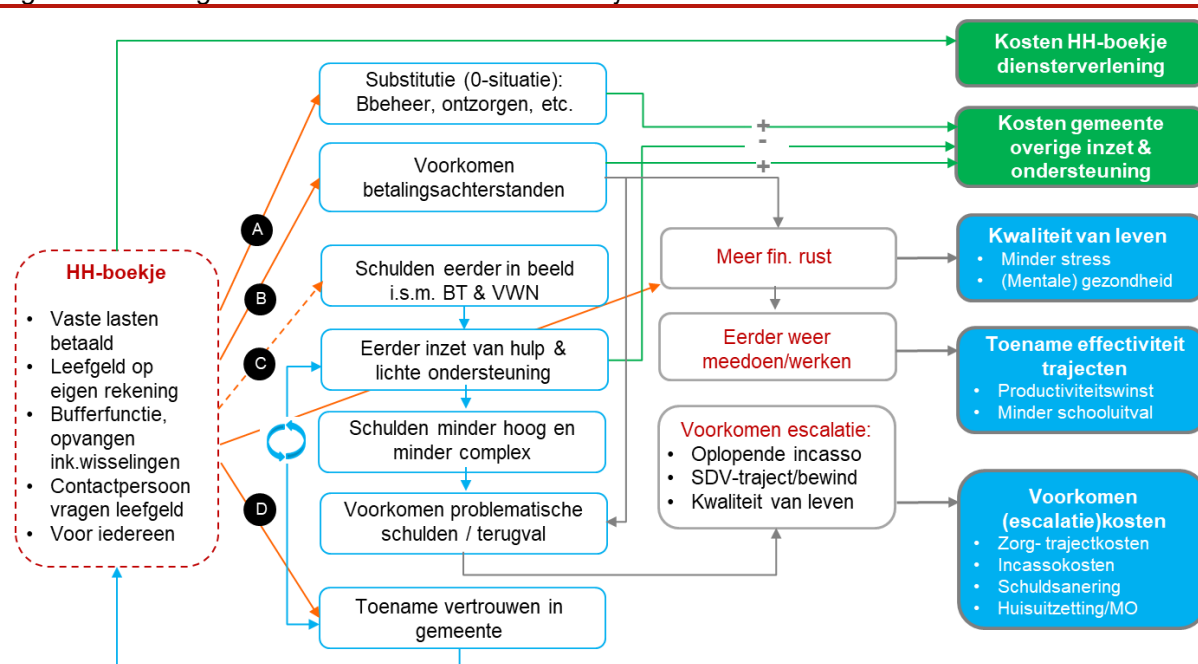 Kosten HH-boekje
diensterverlening
Substitutie (0-situatie):
Bbeheer, ontzorgen, etc.
+
-
+
Kosten gemeente
overige inzet &
ondersteuning
Voorkomen
betalingsachterstanden
A
B
C
D
HH-boekje
• Vaste lasten
betaald
• Leefgeld op
eigen rekening
• Bufferfunctie,
opvangen
ink.wisselingen
• Contactpersoon
vragen leefgeld
• Voor iedereen
Schulden eerder in beeld
i.s.m. BT & VWN
Eerder inzet van hulp &
lichte ondersteuning
Schulden minder hoog en
minder complex
Voorkomen problematische
schulden / terugval
Toename vertrouwen in
gemeente
Meer fin. rust
Eerder weer
meedoen/werken
Voorkomen escalatie:
• Oplopende incasso
• SDV-traject/bewind
• Kwaliteit van leven
Kwaliteit van leven
• Minder stress
• (Mentale) gezondheid
Toename effectiviteit
trajecten
• Productiviteitswinst
• Minder schooluitval
Voorkomen
(escalatie)kosten
• Zorg- trajectkosten
• Incassokosten
• Schuldsanering
• Huisuitzetting/MO